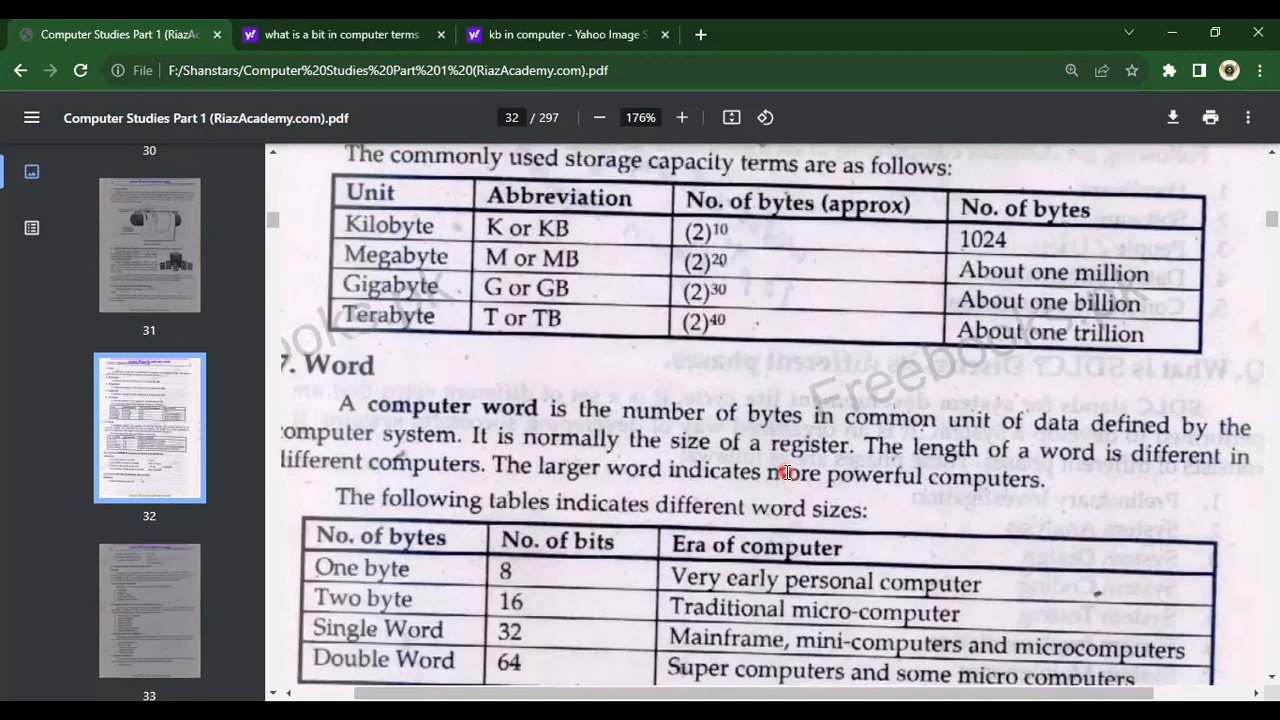 Computer Studies Part 1 (RiazA
what is a bit in computer terms
kb in computer - Yahoo Image S
File F:/Shanstars/Computer%20Studies%20Part%201%20(RiazAcademy.com).pdf
Computer Studies Part 1 (RiazAcademy.com).pdf
32 / 297
176%
30
31
32
33
The commonly used storage capacity terms are as follows:
Unit Abbreviation No. of bytes (approx) No. of bytes
Kilobyte K or KB (2)10 1024
Megabyte M or MB (2)20 About one million
Gigabyte G or GB (2)30 About one billion
Terabyte T or TB (2)40 About one trillion
7. Word
A computer word is the number of bytes in common unit of data defined by the
computer system. It is normally the size of a register. The length of a word is different in
different computers. The larger word indicates more powerful computers.
The following tables indicates different word sizes:
No. of bytes No. of bits Era of computer
One byte 8 Very early personal computer
Two byte 16 Traditional micro-computer
Single Word 32 Mainframe, mini-computers and microcomputers
Double Word 64 Super computers and some micro computers